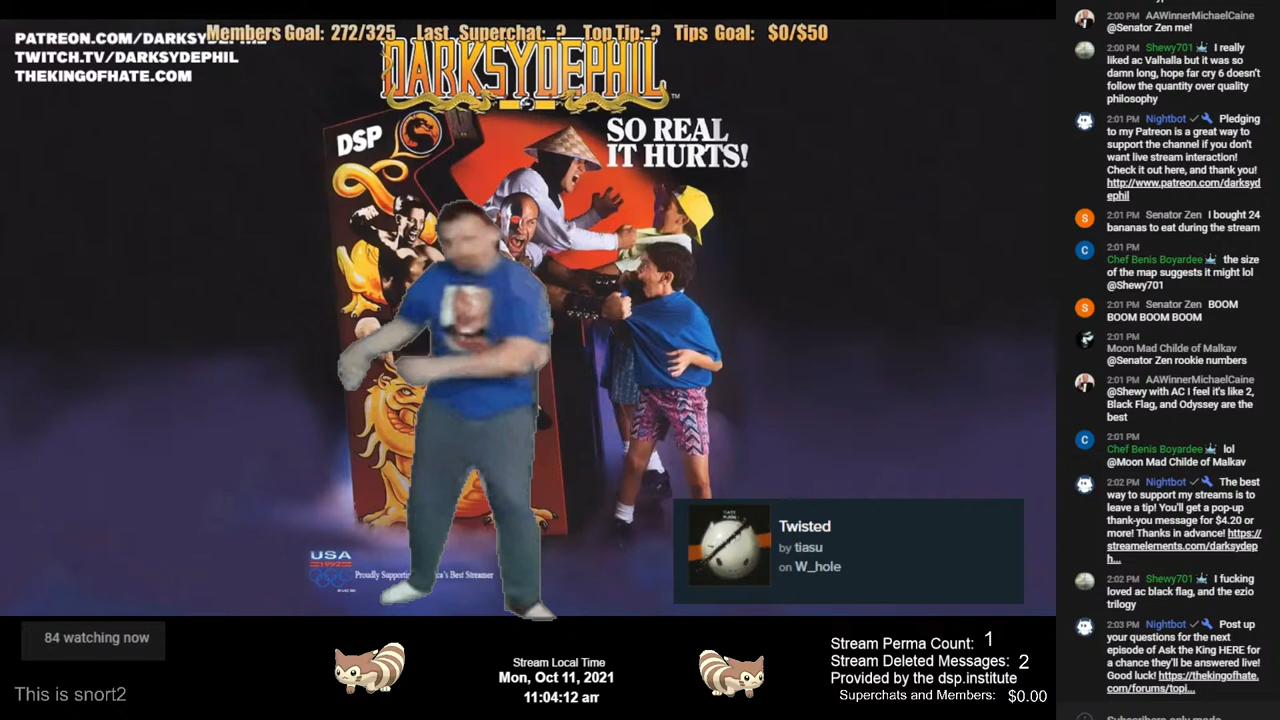 PATREON.COM/DARKSYDEPHIL
TWITCH.TV/DARKSYDEPHIL
THEKINGOFHATE.COM
Members Goal: 272/325 Last Superchat: ? Top Tip: ? Tips Goal: $0/$50
DARKSYDEPHIL
TM
DSP
SO REAL
IT HURTS!
USA
1992
Proudly Supporti
ca's Best Streamer
Twisted
by tiasu
on W_hole
84 watching now
This is snort2
Stream Local Time
Mon, Oct 11, 2021
11:04:12 am
Stream Perma Count: 1
Stream Deleted Messages: 2
Provided by the dsp.institute
Superchats and Members: $0.00
2:00 PM AAWinnerMichaelCaine
@Senator Zen me!
2:00 PM Shewy701 I really
liked ac Valhalla but it was so
damn long, hope far cry 6 doesn't
follow the quantity over quality
philosophy
2:01 PM Nightbot Pledging
to my Patreon is a great way to
support the channel if you don't
want live stream interaction!
Check it out here, and thank you!
http://www.patreon.com/darksyd
ephil
S 2:01 PM Senator Zen I bought 24
bananas to eat during the stream
C 2:01 PM
Chef Benis Boyardee the size
of the map suggests it might lol
@Shewy701
S 2:01 PM Senator Zen BOOM
BOOM BOOM BOOM
2:01 PM
Moon Mad Childe of Malkav
@Senator Zen rookie numbers
2:01 PM AAWinnerMichaelCaine
@Shewy with AC I feel it's like 2,
Black Flag, and Odyssey are the
best
C 2:01 PM
Chef Benis Boyardee lol
@Moon Mad Childe of Malkav
2:02 PM Nightbot The best
way to support my streams is to
leave a tip! You'll get a pop-up
thank-you message for $4.20 or
more! Thanks in advance! https://
streamelements.com/darksydep
h...
2:02 PM Shewy701 I fucking
loved ac black flag, and the ezio
trilogy
2:03 PM Nightbot Post up
your questions for the next
episode of Ask the King HERE for
a chance they'll be answered live!
Good luck! https://thekingofhate.
com/forums/topi...
Subscribers-only mode